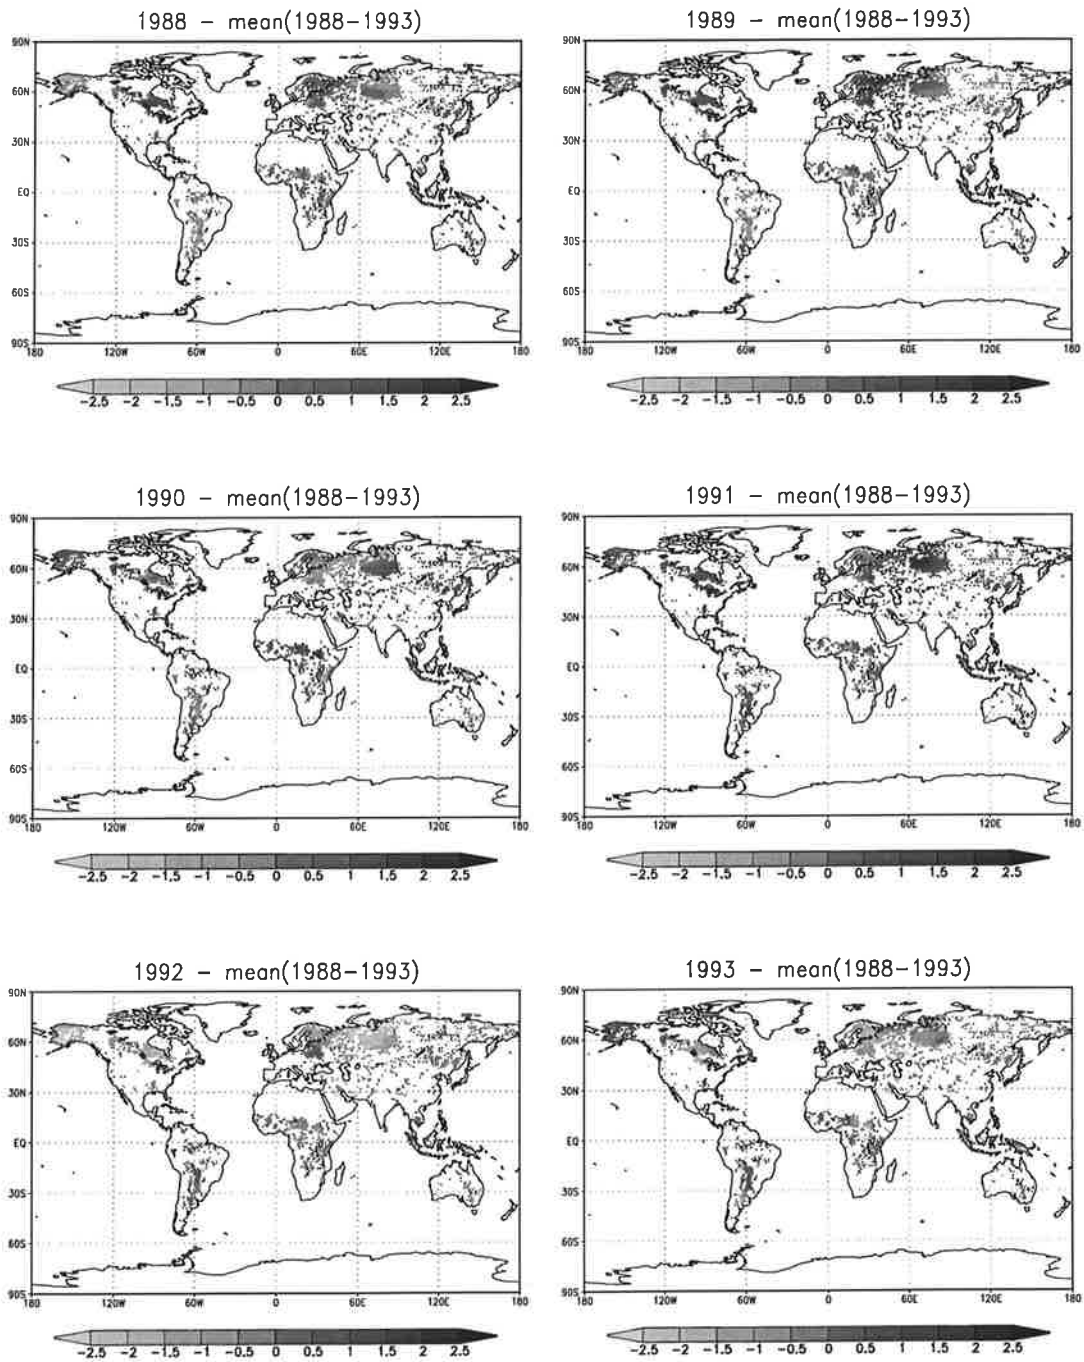 1988 - mean(1988-1993)
90N
60N
30N
EQ
30S
60S
90S
180 120W 60W 0 60E 120E 180
-2.5 -2 -1.5 -1 -0.5 0 0.5 1 1.5 2 2.5
1989 - mean(1988-1993)
90N
60N
30N
EQ
30S
60S
90S
180 120W 60W 0 60E 120E 180
-2.5 -2 -1.5 -1 -0.5 0 0.5 1 1.5 2 2.5
1990 - mean(1988-1993)
90N
60N
30N
EQ
30S
60S
90S
180 120W 60W 0 60E 120E 180
-2.5 -2 -1.5 -1 -0.5 0 0.5 1 1.5 2 2.5
1991 - mean(1988-1993)
90N
60N
30N
EQ
30S
60S
90S
180 120W 60W 0 60E 120E 180
-2.5 -2 -1.5 -1 -0.5 0 0.5 1 1.5 2 2.5
1992 - mean(1988-1993)
90N
60N
30N
EQ
30S
60S
90S
180 120W 60W 0 60E 120E 180
-2.5 -2 -1.5 -1 -0.5 0 0.5 1 1.5 2 2.5
1993 - mean(1988-1993)
90N
60N
30N
EQ
30S
60S
90S
180 120W 60W 0 60E 120E 180
-2.5 -2 -1.5 -1 -0.5 0 0.5 1 1.5 2 2.5